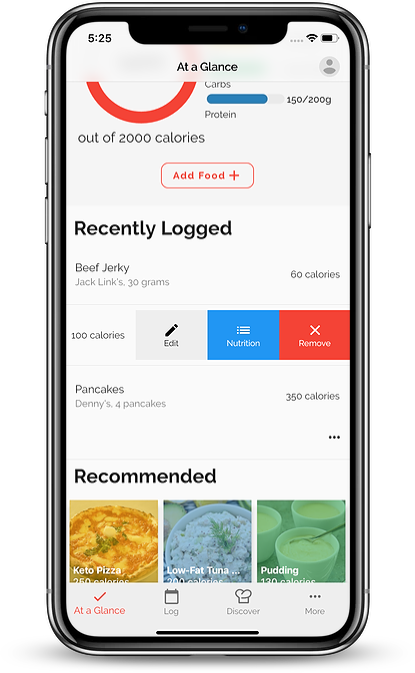 5:25
At a Glance
Carbs
150/200g
Protein
out of 2000 calories
Add Food +
Recently Logged
Beef Jerky
60 calories
Jack Link's, 30 grams
100 calories
Edit
Nutrition
Remove
Pancakes
350 calories
Denny's, 4 pancakes
Recommended
Keto Pizza
Low-Fat Tuna ...
Pudding
250 calories
200 calories
130 calories
At a Glance
Log
Discover
More